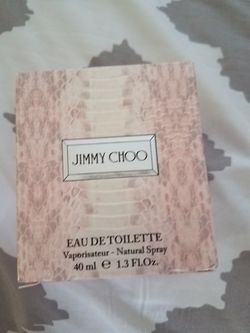 JIMMY CHOO
EAU DE TOILETTE
Vaporisateur - Natural Spray
40 ml ℮ 1.3 Fl.Oz.